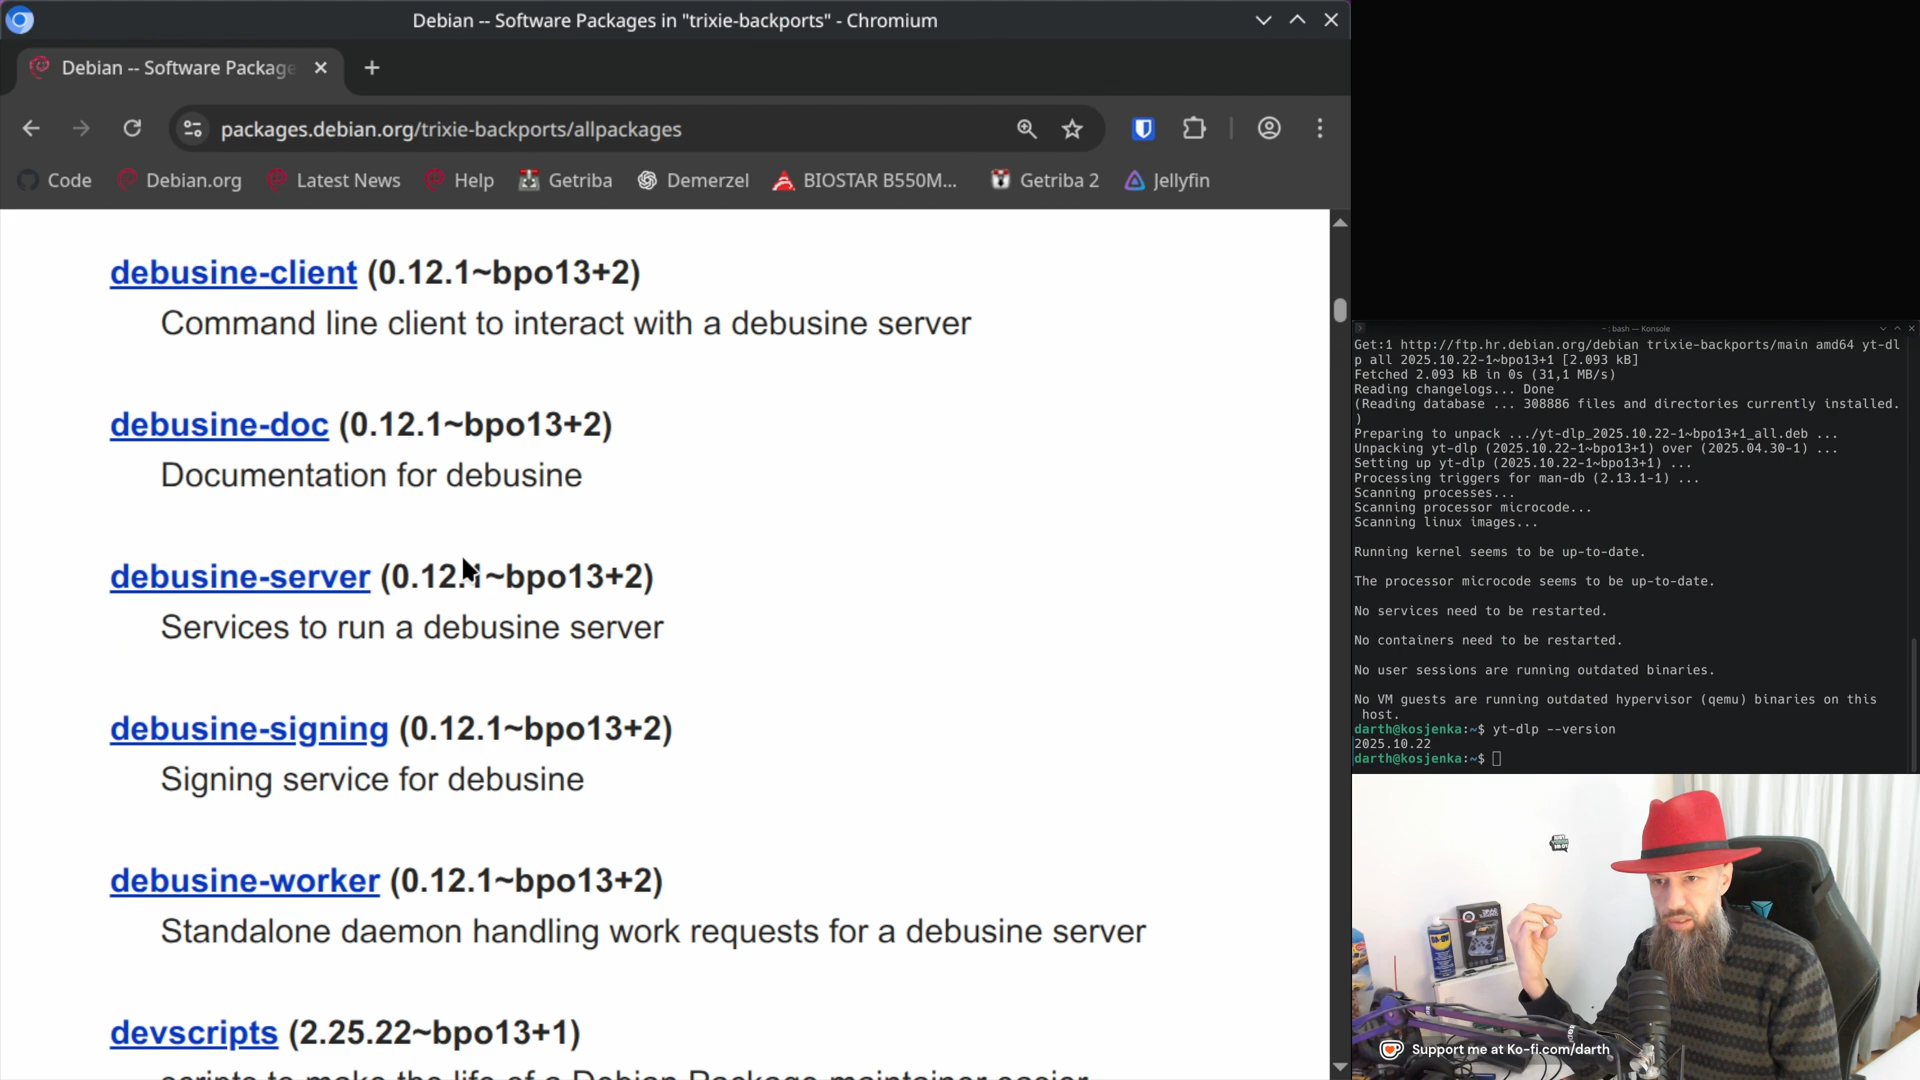 Debian -- Software Packages in "trixie-backports" - Chromium
Debian -- Software Package
packages.debian.org/trixie-backports/allpackages
Code
Debian.org
Latest News
Help
Getriba
Demerzel
BIOSTAR B550M...
Getriba 2
Jellyfin
debusine-client (0.12.1~bpo13+2)
Command line client to interact with a debusine server
debusine-doc (0.12.1~bpo13+2)
Documentation for debusine
debusine-server (0.12.1~bpo13+2)
Services to run a debusine server
debusine-signing (0.12.1~bpo13+2)
Signing service for debusine
debusine-worker (0.12.1~bpo13+2)
Standalone daemon handling work requests for a debusine server
devscripts (2.25.22~bpo13+1)
scripts to make the life of a Debian Package maintainer easier
~ : bash — Konsole
Get:1 http://ftp.hr.debian.org/debian trixie-backports/main amd64 yt-dl
p all 2025.10.22-1~bpo13+1 [2.093 kB]
Fetched 2.093 kB in 0s (31,1 MB/s)
Reading changelogs... Done
(Reading database ... 308886 files and directories currently installed.
)
Preparing to unpack .../yt-dlp_2025.10.22-1~bpo13+1_all.deb ...
Unpacking yt-dlp (2025.10.22-1~bpo13+1) over (2025.04.30-1) ...
Setting up yt-dlp (2025.10.22-1~bpo13+1) ...
Processing triggers for man-db (2.13.1-1) ...
Scanning processes...
Scanning processor microcode...
Scanning linux images...
Running kernel seems to be up-to-date.
The processor microcode seems to be up-to-date.
No services need to be restarted.
No containers need to be restarted.
No user sessions are running outdated binaries.
No VM guests are running outdated hypervisor (qemu) binaries on this
host.
darth@kosjenka:~$ yt-dlp --version
2025.10.22
darth@kosjenka:~$
Support me at Ko-fi.com/darth